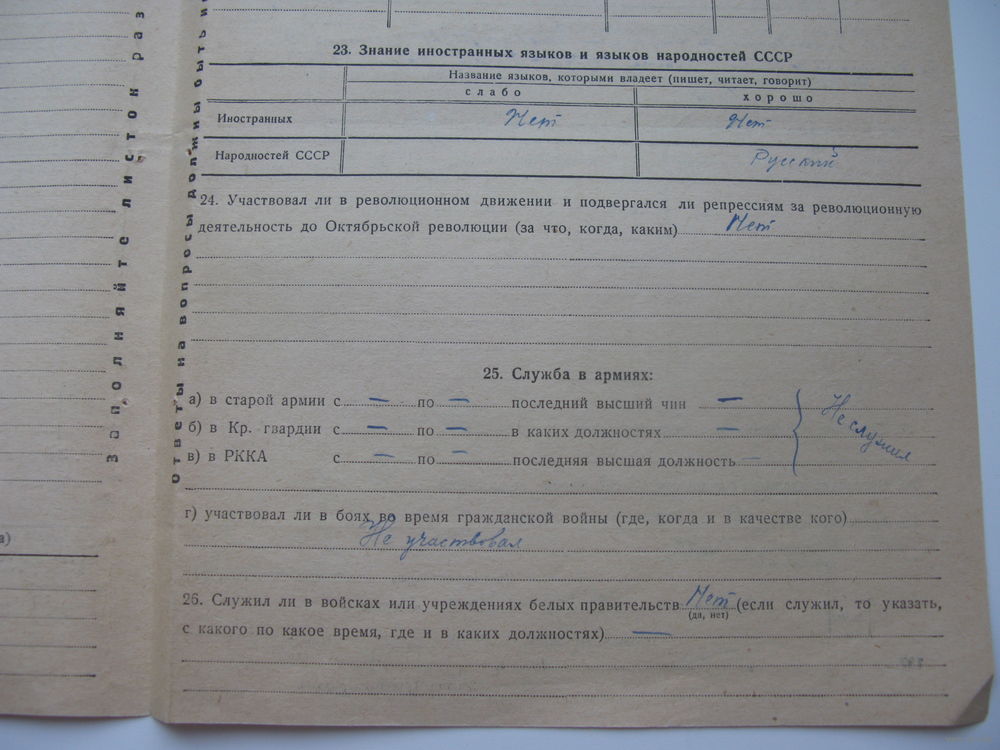 заполняйте листок раз
ответы на вопросы должны быть
23. Знание иностранных языков и языков народностей СССР
Название языков, которыми владеет (пишет, читает, говорит)
слабо хорошо
Иностранных Нет Нет
Народностей СССР Русский
24. Участвовал ли в революционном движении и подвергался ли репрессиям за революционную
деятельность до Октябрьской революции (за что, когда, каким) Нет
25. Служба в армиях:
а) в старой армии с — по — последний высший чин —
б) в Кр. гвардии с — по — в каких должностях —
в) в РККА с — по — последняя высшая должность —
Не служил
г) участвовал ли в боях во время гражданской войны (где, когда и в качестве кого)
Не участвовал
26. Служил ли в войсках или учреждениях белых правительств Нет (если служил, то указать,
(да, нет)
с какого по какое время, где и в каких должностях) —
а)